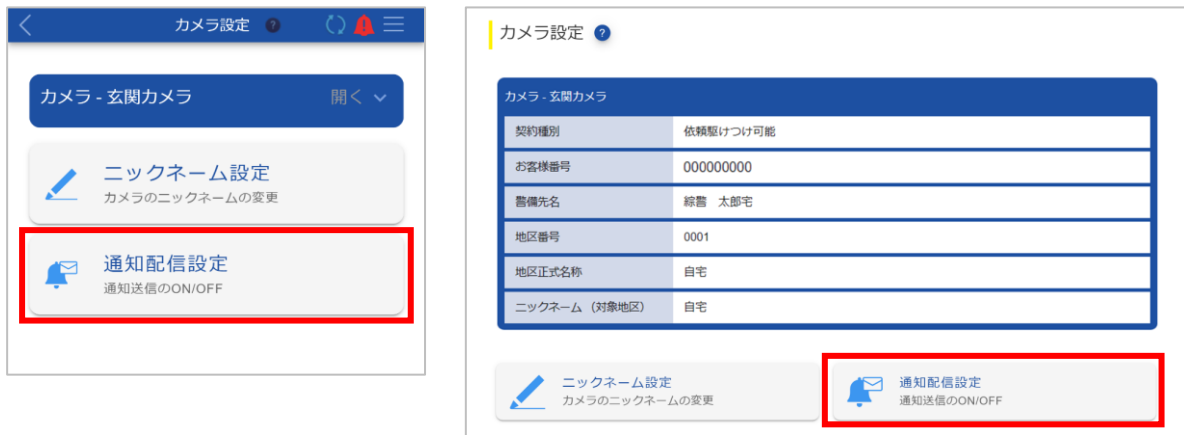 カメラ設定 ?
カメラ - 玄関カメラ 開く
ニックネーム設定
カメラのニックネームの変更
通知配信設定
通知送信のON/OFF
カメラ設定 ?
カメラ - 玄関カメラ
契約種別 依頼駆けつけ可能
お客様番号 000000000
警備先名 綜警 太郎宅
地区番号 0001
地区正式名称 自宅
ニックネーム (対象地区) 自宅
ニックネーム設定
カメラのニックネームの変更
通知配信設定
通知送信のON/OFF